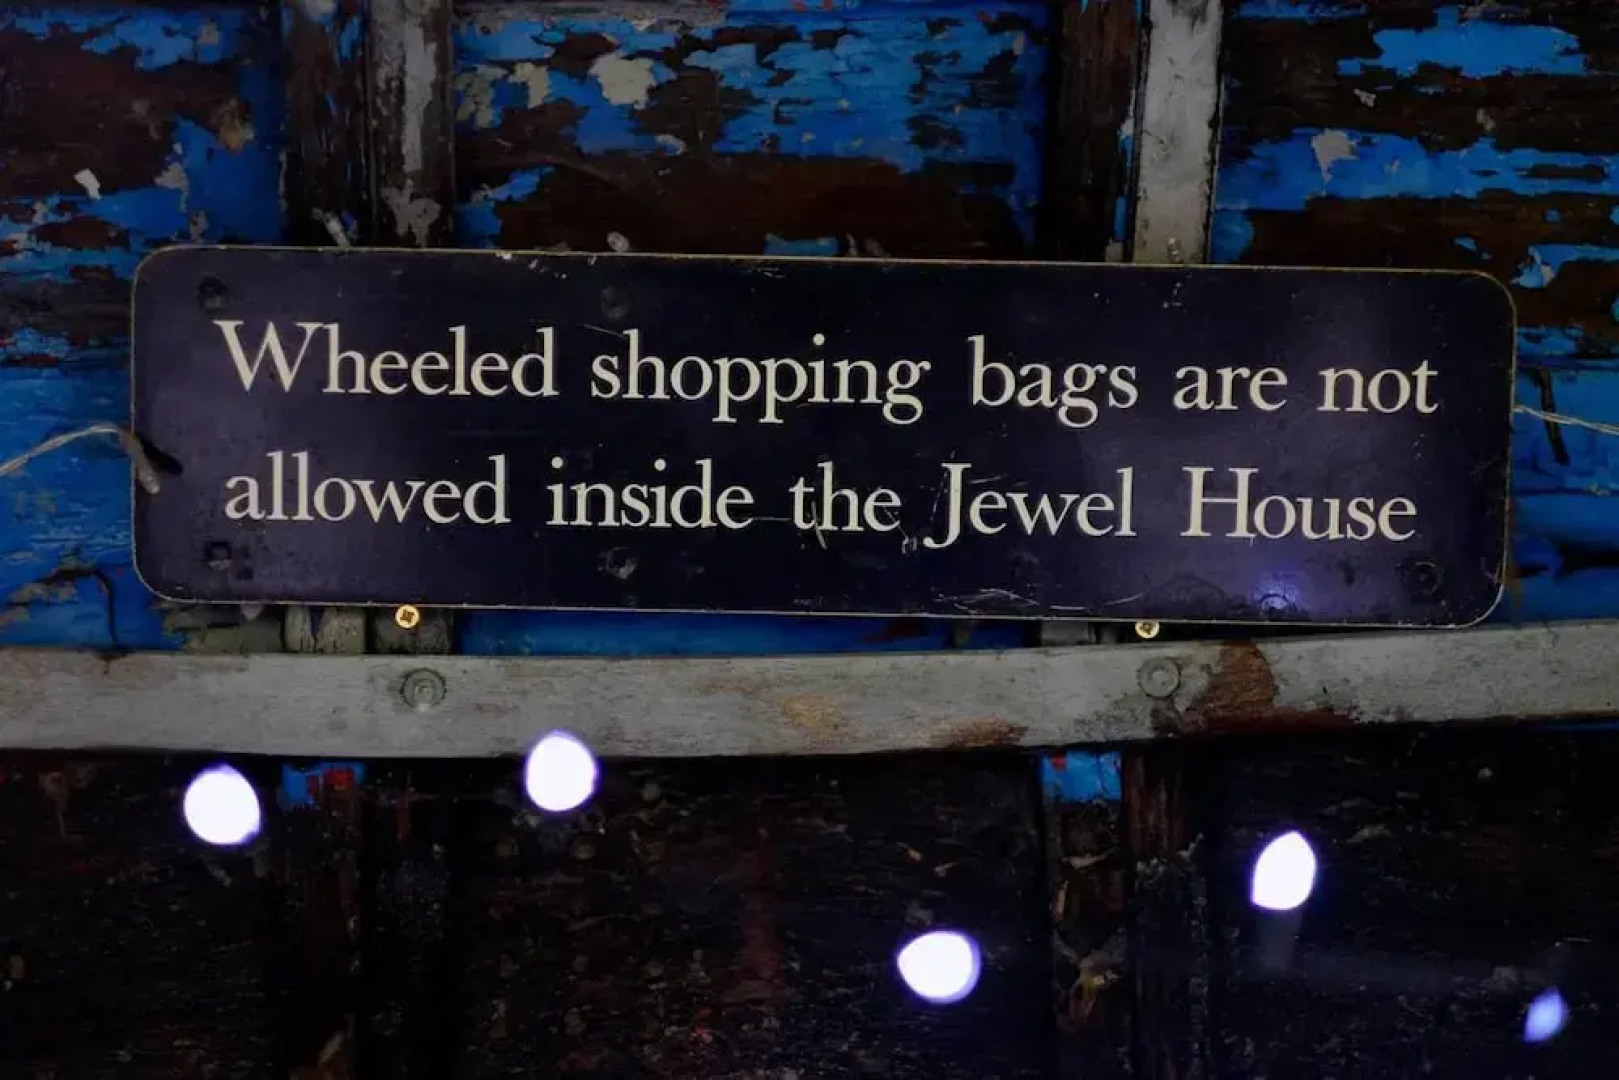 Wheeled shopping bags are not
allowed inside the Jewel House